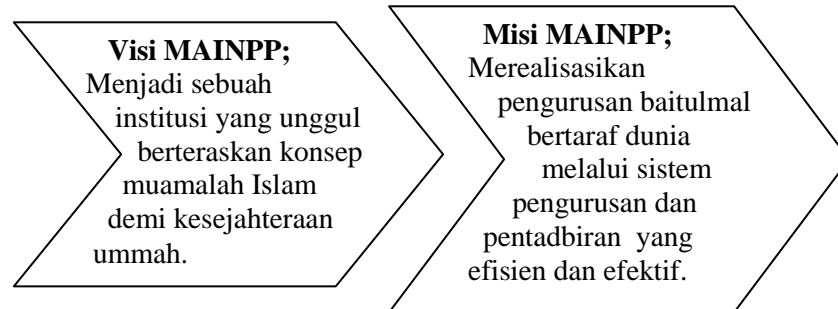 Visi MAINPP;
Menjadi sebuah
institusi yang unggul
berteraskan konsep
muamalah Islam
demi kesejahteraan
ummah.
Misi MAINPP;
Merealisasikan
pengurusan baitulmal
bertaraf dunia
melalui sistem
pengurusan dan
pentadbiran yang
efisien dan efektif.